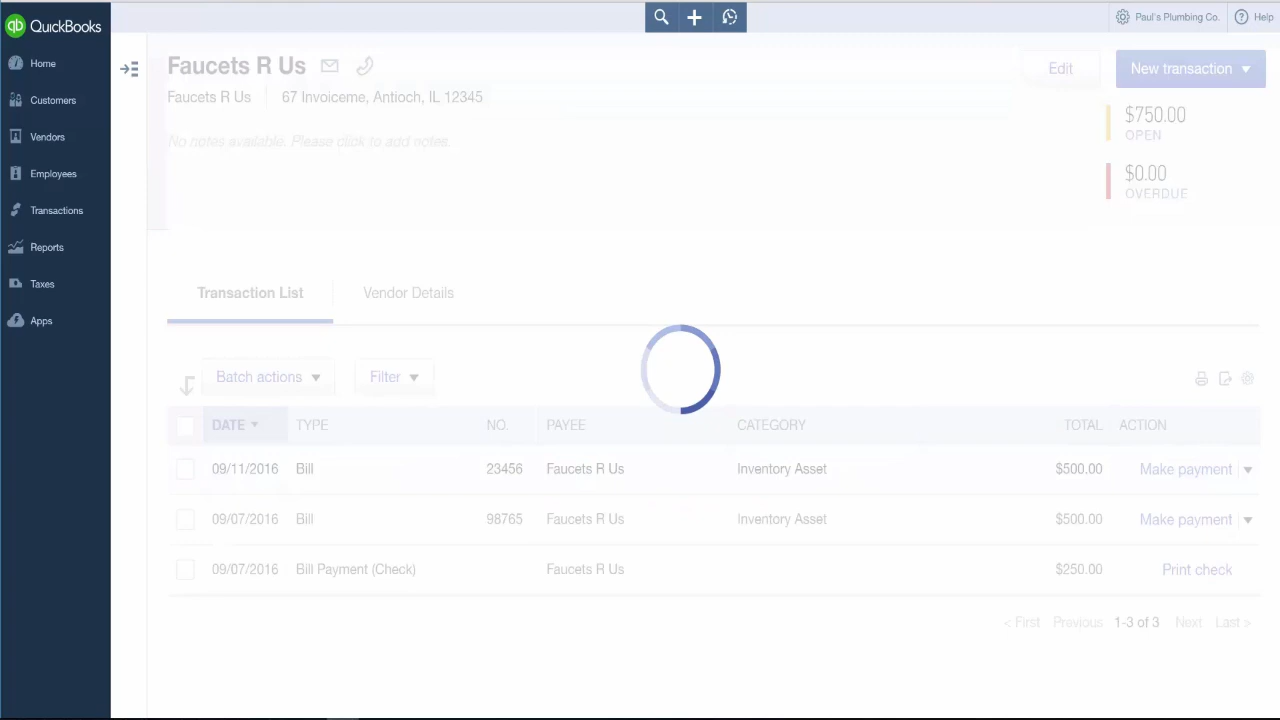 qb QuickBooks
Paul's Plumbing Co. ? Help
Home
Customers
Vendors
Employees
Transactions
Reports
Taxes
Apps
Faucets R Us
Edit New transaction
Faucets R Us 67 Invoiceme, Antioch, IL 12345
No notes available. Please click to add notes.
$750.00
OPEN
$0.00
OVERDUE
Transaction List Vendor Details
Batch actions Filter
DATE TYPE NO. PAYEE CATEGORY TOTAL ACTION
09/11/2016 Bill 23456 Faucets R Us Inventory Asset $500.00 Make payment
09/07/2016 Bill 98765 Faucets R Us Inventory Asset $500.00 Make payment
09/07/2016 Bill Payment (Check) Faucets R Us $250.00 Print check
< First Previous 1-3 of 3 Next Last >